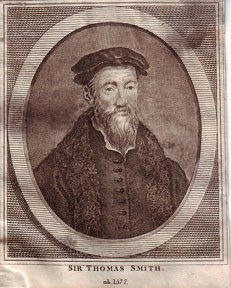 SIR THOMAS SMITH.
ob. 1577